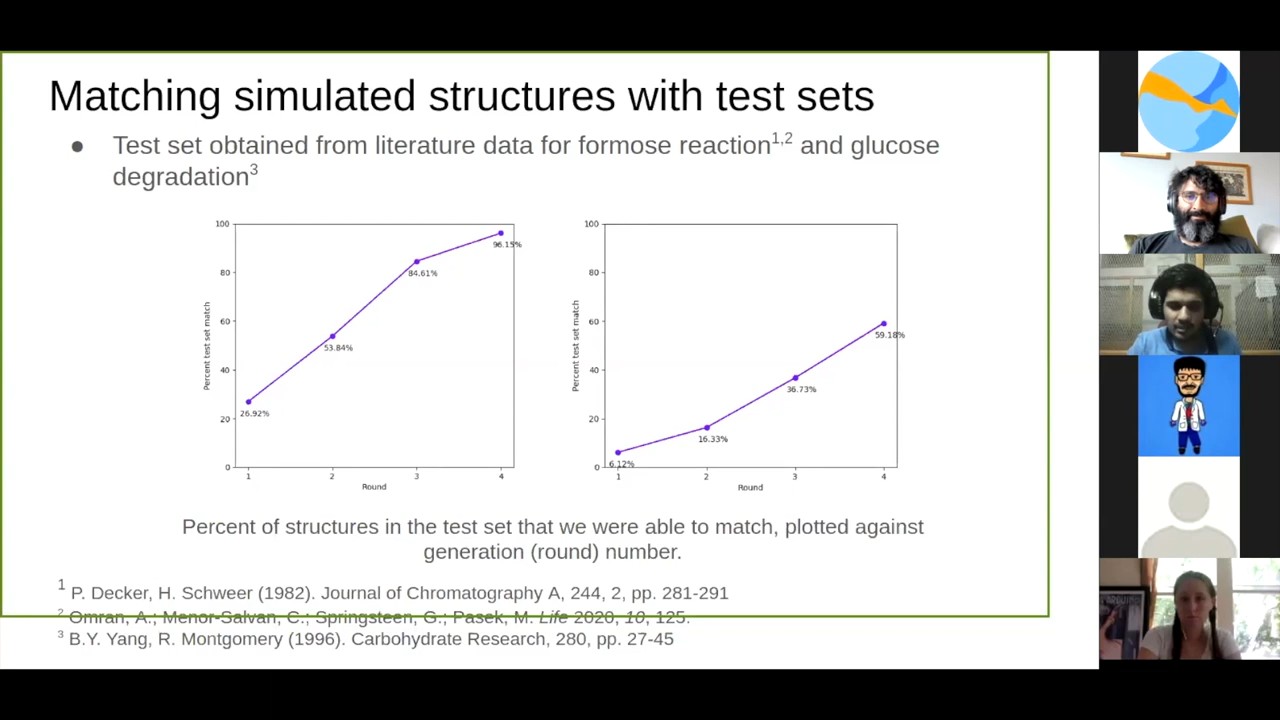 Matching simulated structures with test sets
● Test set obtained from literature data for formose reaction1,2 and glucose
degradation3
100
80
60
40
20
0
Percent test set match
26.92%
53.84%
84.61%
96.15%
1 2 3 4
Round
100
80
60
40
20
0
Percent test set match
6.12%
16.33%
36.73%
59.18%
1 2 3 4
Round
Percent of structures in the test set that we were able to match, plotted against
generation (round) number.
1 P. Decker, H. Schweer (1982). Journal of Chromatography A, 244, 2, pp. 281-291
2 Omran, A.; Menor-Salvan, C.; Springsteen, G.; Pasek, M. Life 2020, 10, 125.
3 B.Y. Yang, R. Montgomery (1996). Carbohydrate Research, 280, pp. 27-45